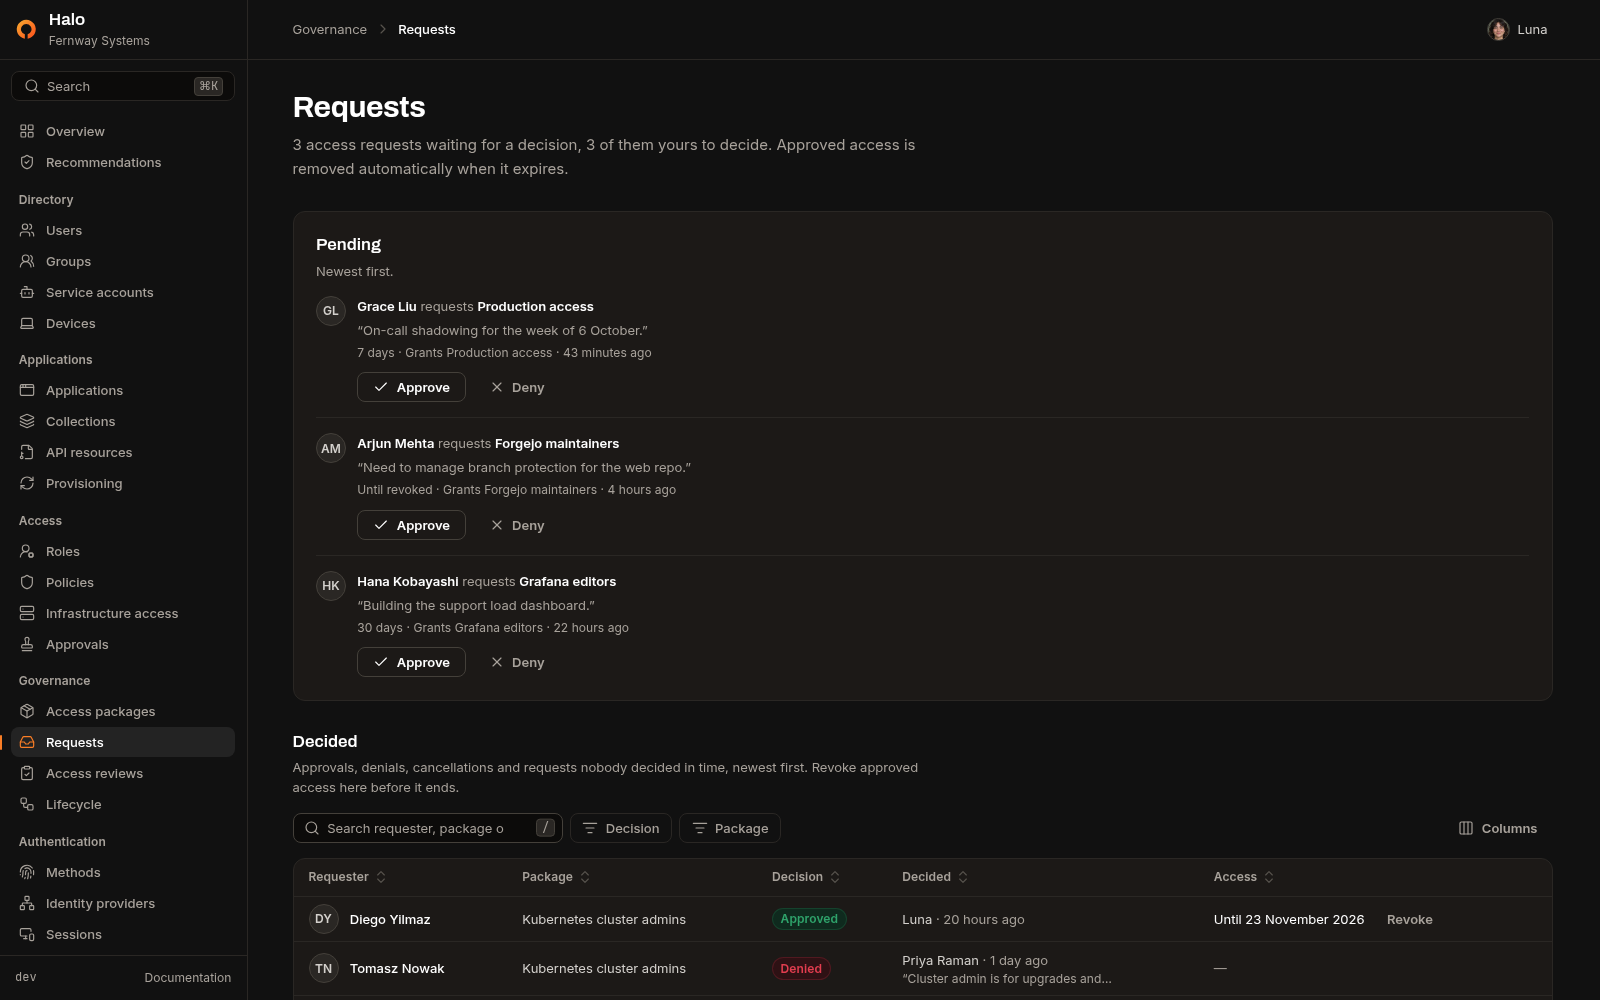 Halo
Fernway Systems
Search ⌘K
Overview
Recommendations
Directory
Users
Groups
Service accounts
Devices
Applications
Applications
Collections
API resources
Provisioning
Access
Roles
Policies
Infrastructure access
Approvals
Governance
Access packages
Requests
Access reviews
Lifecycle
Authentication
Methods
Identity providers
Sessions
dev Documentation
Governance Requests
Luna
Requests
3 access requests waiting for a decision, 3 of them yours to decide. Approved access is
removed automatically when it expires.
Pending
Newest first.
GL Grace Liu requests Production access
“On-call shadowing for the week of 6 October.”
7 days · Grants Production access · 43 minutes ago
Approve Deny
AM Arjun Mehta requests Forgejo maintainers
“Need to manage branch protection for the web repo.”
Until revoked · Grants Forgejo maintainers · 4 hours ago
Approve Deny
HK Hana Kobayashi requests Grafana editors
“Building the support load dashboard.”
30 days · Grants Grafana editors · 22 hours ago
Approve Deny
Decided
Approvals, denials, cancellations and requests nobody decided in time, newest first. Revoke approved
access here before it ends.
Search requester, package o / Decision Package Columns
Requester Package Decision Decided Access
DY Diego Yilmaz Kubernetes cluster admins Approved Luna · 20 hours ago Until 23 November 2026 Revoke
TN Tomasz Nowak Kubernetes cluster admins Denied Priya Raman · 1 day ago —
“Cluster admin is for upgrades and...